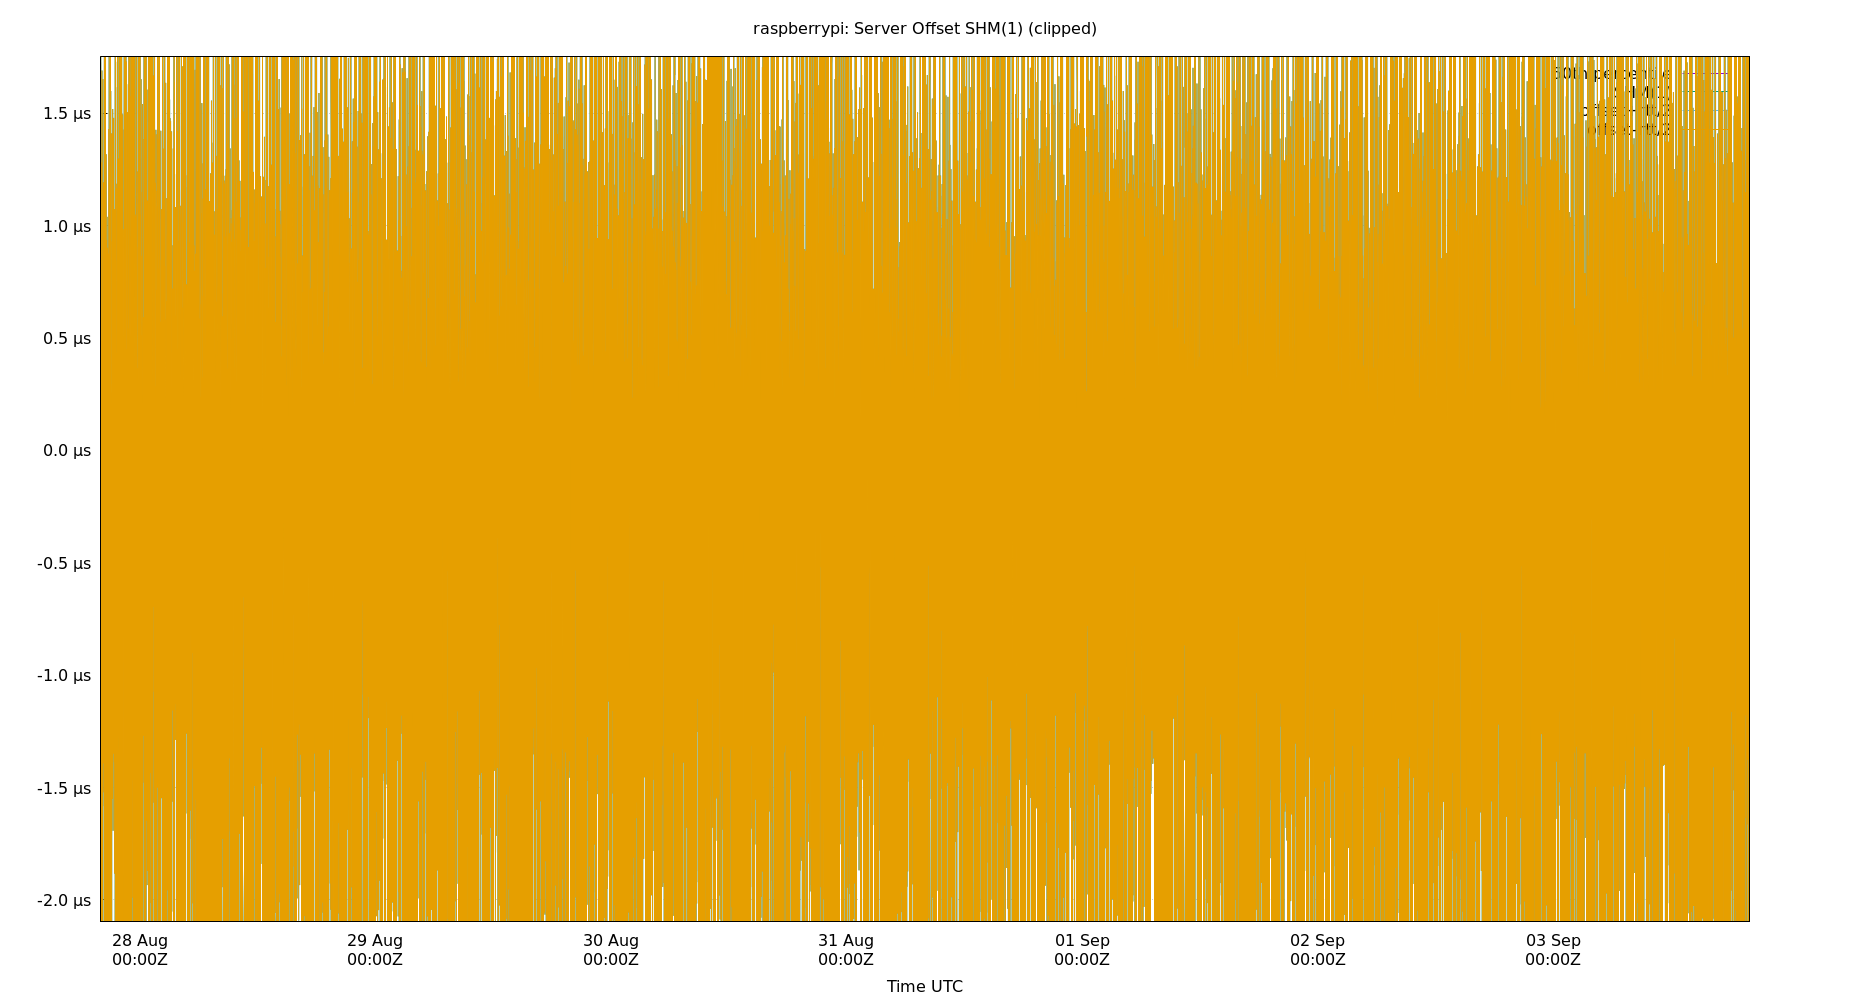 raspberrypi: Server Offset SHM(1) (clipped)
1.5 µs
1.0 µs
0.5 µs
0.0 µs
-0.5 µs
-1.0 µs
-1.5 µs
-2.0 µs
28 Aug 29 Aug 30 Aug 31 Aug 01 Sep 02 Sep 03 Sep
00:00Z 00:00Z 00:00Z 00:00Z 00:00Z 00:00Z 00:00Z
Time UTC